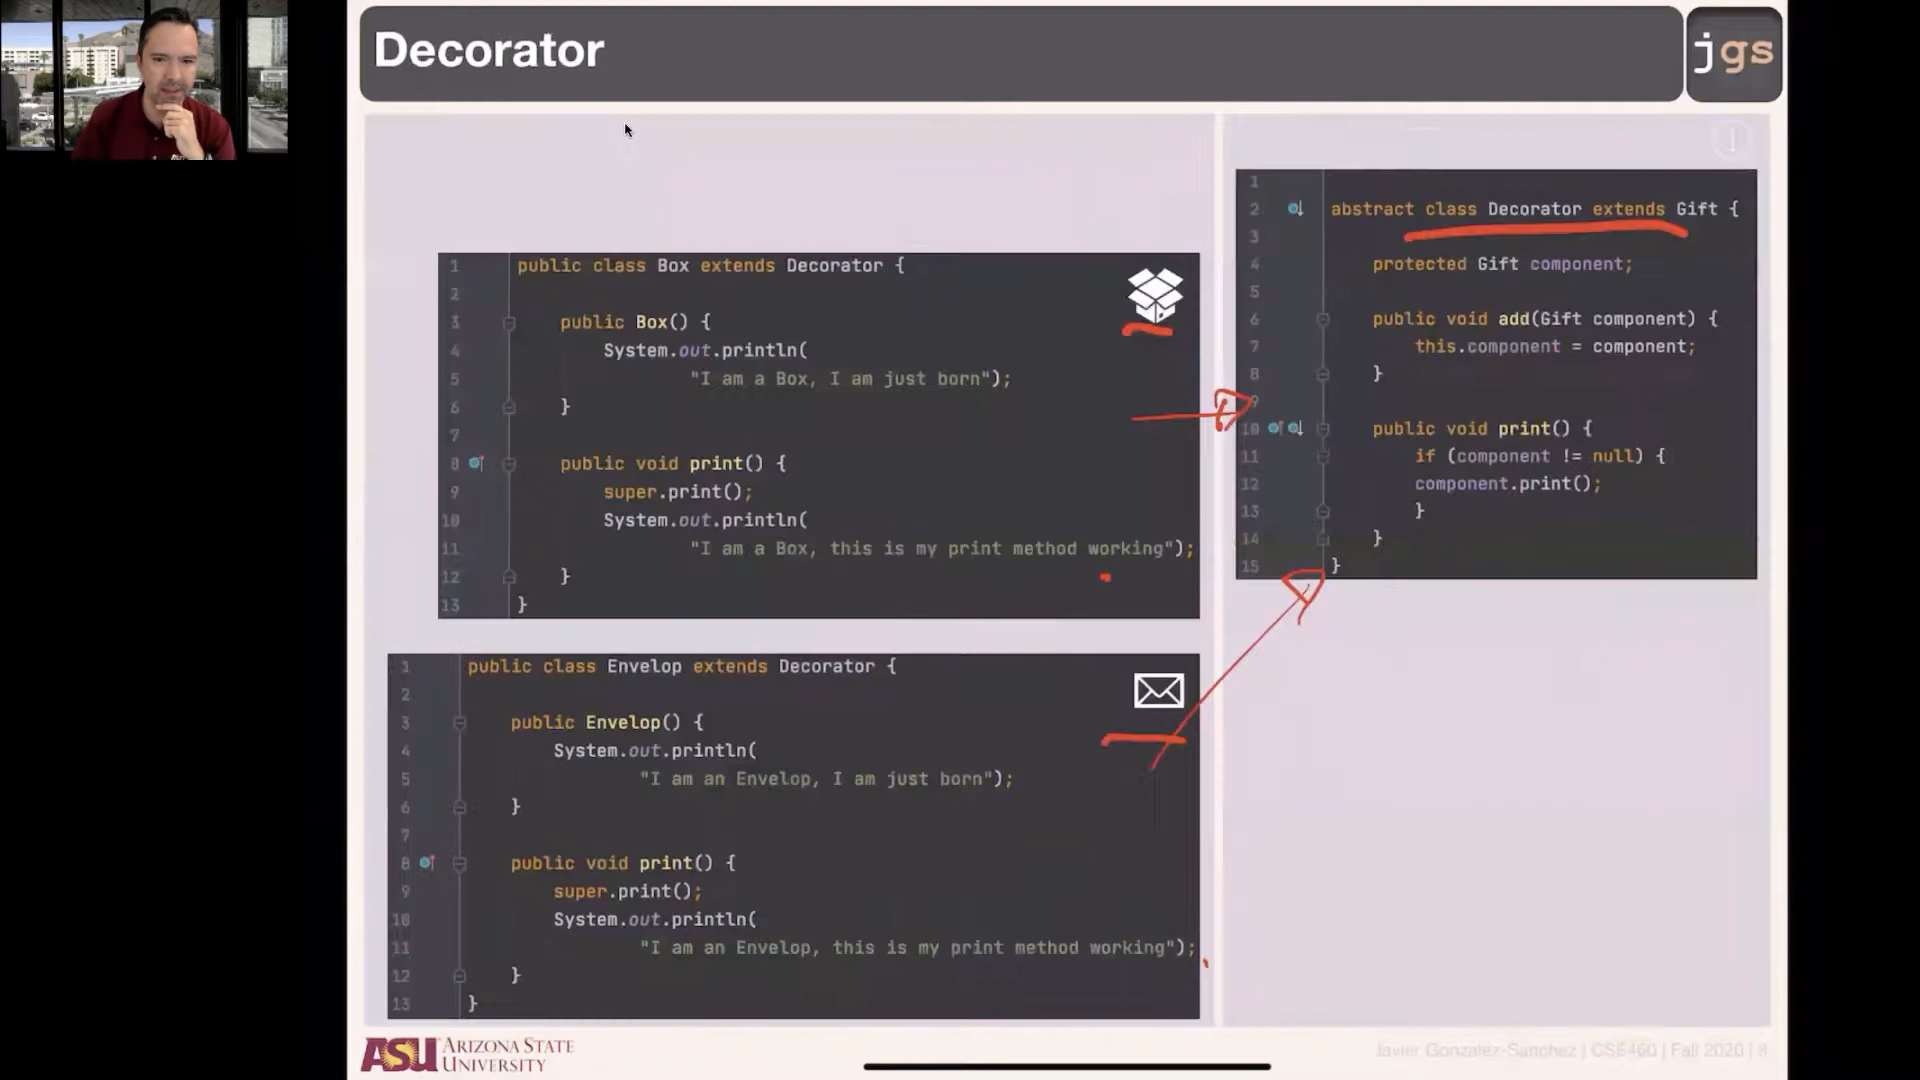 Decorator
jgs
1
2 abstract class Decorator extends Gift {
3
4 protected Gift component;
5
6 public void add(Gift component) {
7 this.component = component;
8 }
9
10 public void print() {
11 if (component != null) {
12 component.print();
13 }
14 }
15 }
1 public class Box extends Decorator {
2
3 public Box() {
4 System.out.println(
5 "I am a Box, I am just born");
6 }
7
8 public void print() {
9 super.print();
10 System.out.println(
11 "I am a Box, this is my print method working");
12 }
13 }
1 public class Envelop extends Decorator {
2
3 public Envelop() {
4 System.out.println(
5 "I am an Envelop, I am just born");
6 }
7
8 public void print() {
9 super.print();
10 System.out.println(
11 "I am an Envelop, this is my print method working");
12 }
13 }
ASU ARIZONA STATE
UNIVERSITY
Javier Gonzalez-Sanchez | CSE460 | Fall 2020 |